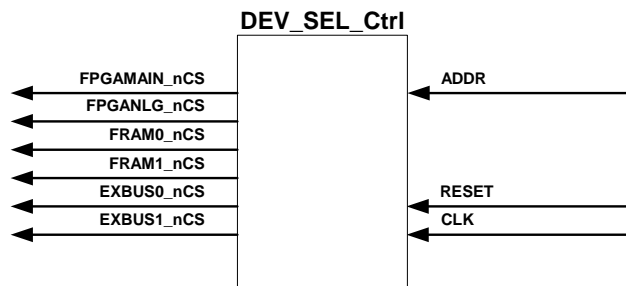 DEV_SEL_Ctrl
FPGAMAIN_nCS
FPGANLG_nCS
FRAM0_nCS
FRAM1_nCS
EXBUS0_nCS
EXBUS1_nCS
ADDR
RESET
CLK